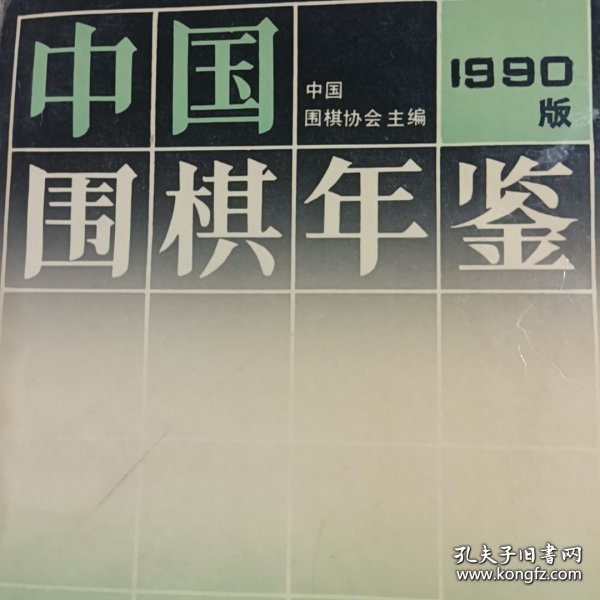 中国
中国
围棋协会主编
1990
版
围棋年鉴
孔夫子旧书网
www.kongfz.com